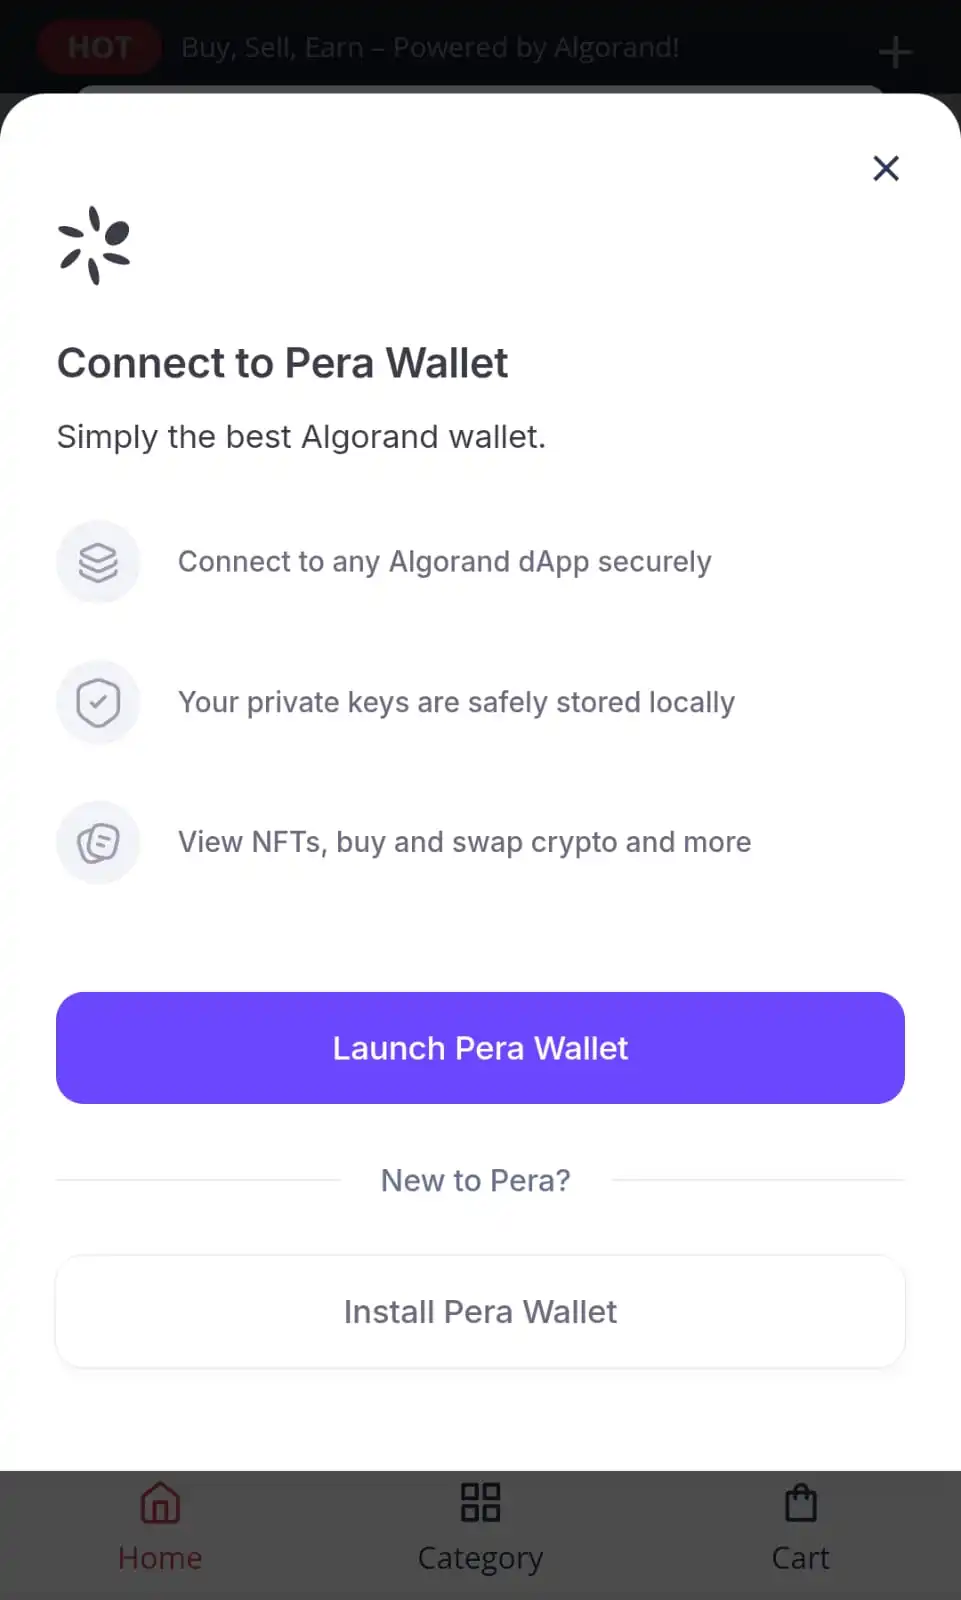 HOT Buy, Sell, Earn – Powered by Algorand!
Connect to Pera Wallet
Simply the best Algorand wallet.
Connect to any Algorand dApp securely
Your private keys are safely stored locally
View NFTs, buy and swap crypto and more
Launch Pera Wallet
New to Pera?
Install Pera Wallet
Home Category Cart